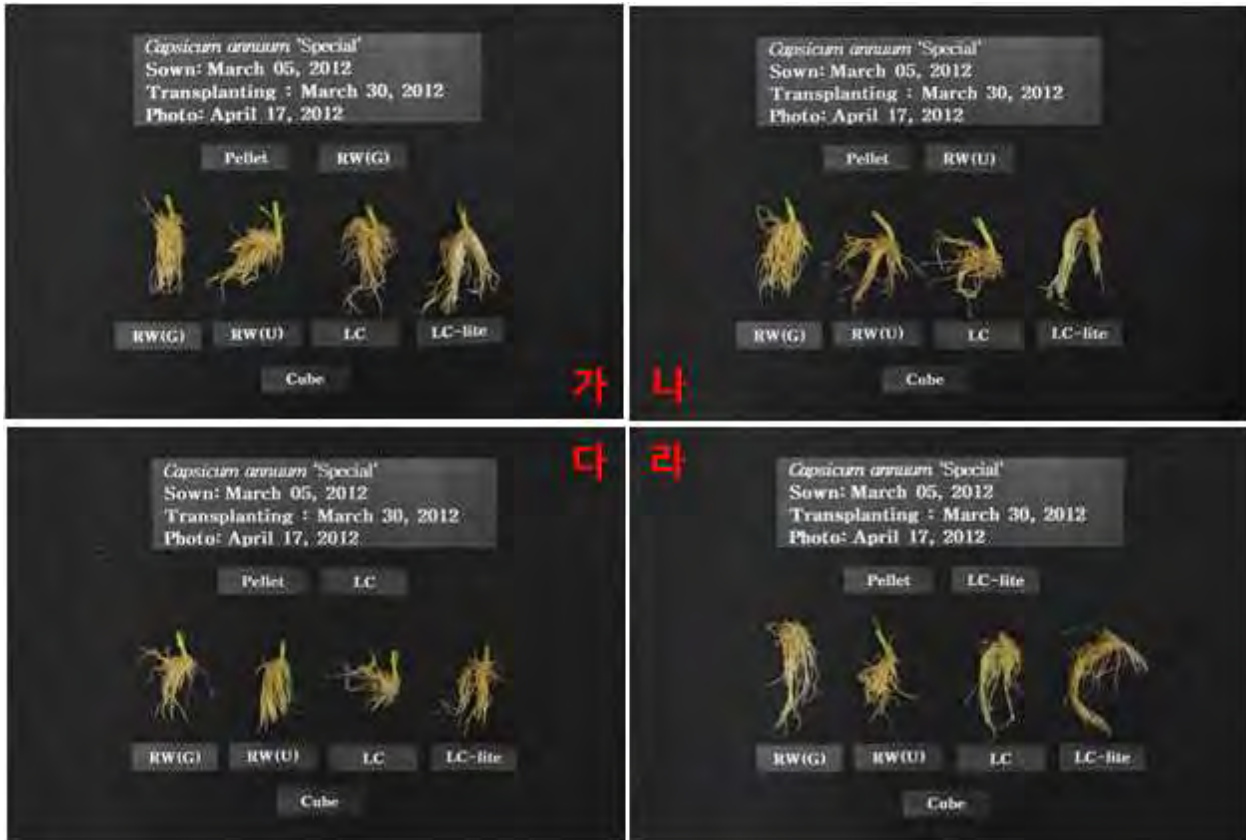 Capsicum annuum 'Special'
Sown: March 05, 2012
Transplanting : March 30, 2012
Photo: April 17, 2012
Pellet RW(G)
RW(G) RW(U) LC LC-lite
Cube
가
Capsicum annuum 'Special'
Sown: March 05, 2012
Transplanting : March 30, 2012
Photo: April 17, 2012
Pellet RW(U)
RW(G) RW(U) LC LC-lite
Cube
나
다
Capsicum annuum 'Special'
Sown: March 05, 2012
Transplanting : March 30, 2012
Photo: April 17, 2012
Pellet LC
RW(G) RW(U) LC LC-lite
Cube
라
Capsicum annuum 'Special'
Sown: March 05, 2012
Transplanting : March 30, 2012
Photo: April 17, 2012
Pellet LC-lite
RW(G) RW(U) LC LC-lite
Cube